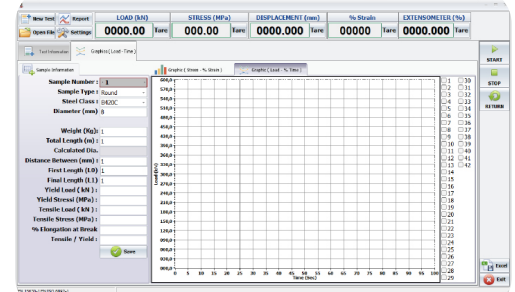 New Test Report LOAD (kN) STRESS (MPa) DISPLACEMENT (mm) % Strain EXTENSOMETER (%)
Open File Settings 0000.00 Tare 000.00 Tare 0000.000 Tare 00000 Tare 0000.000 Tare
Test Information Graphics ( Load - Time )
START
Sample Information Graphic ( Stress - % Strain ) Graphic ( Load - % Time )
STOP
RETURN
Sample Number : 1
Sample Type : Round
Steel Class : B420C
Diameter (mm) 8
Weight (Kg): 1
Total Length (m) : 1
Calculated Dia.
Distance Between (mm) : 1
First Length (L0) 1
Final Length (L1) 1
Yield Load ( kN ) :
Yield Stress( (MPa) :
Tensile Load ( kN ) :
Tensile Stress (MPa) :
% Elongation at Break
Tensile / Yield :
Save
Load (kN)
600,0
570,0
540,0
510,0
480,0
450,0
420,0
390,0
360,0
330,0
300,0
270,0
240,0
210,0
180,0
150,0
120,0
090,0
060,0
030,0
000,0
0 5 10 15 20 25 30 35 40 45 50 55 60 65 70 75 80 85 90 95 100
Time (Sec)
1 30
2 31
3 32
4 33
5 34
6 35
7 36
8 37
9 38
10 39
11 40
12 41
13 42
14
15
16
17
18
19
20
21
22
23
24
25
26
27
28
29
Excel
Exit